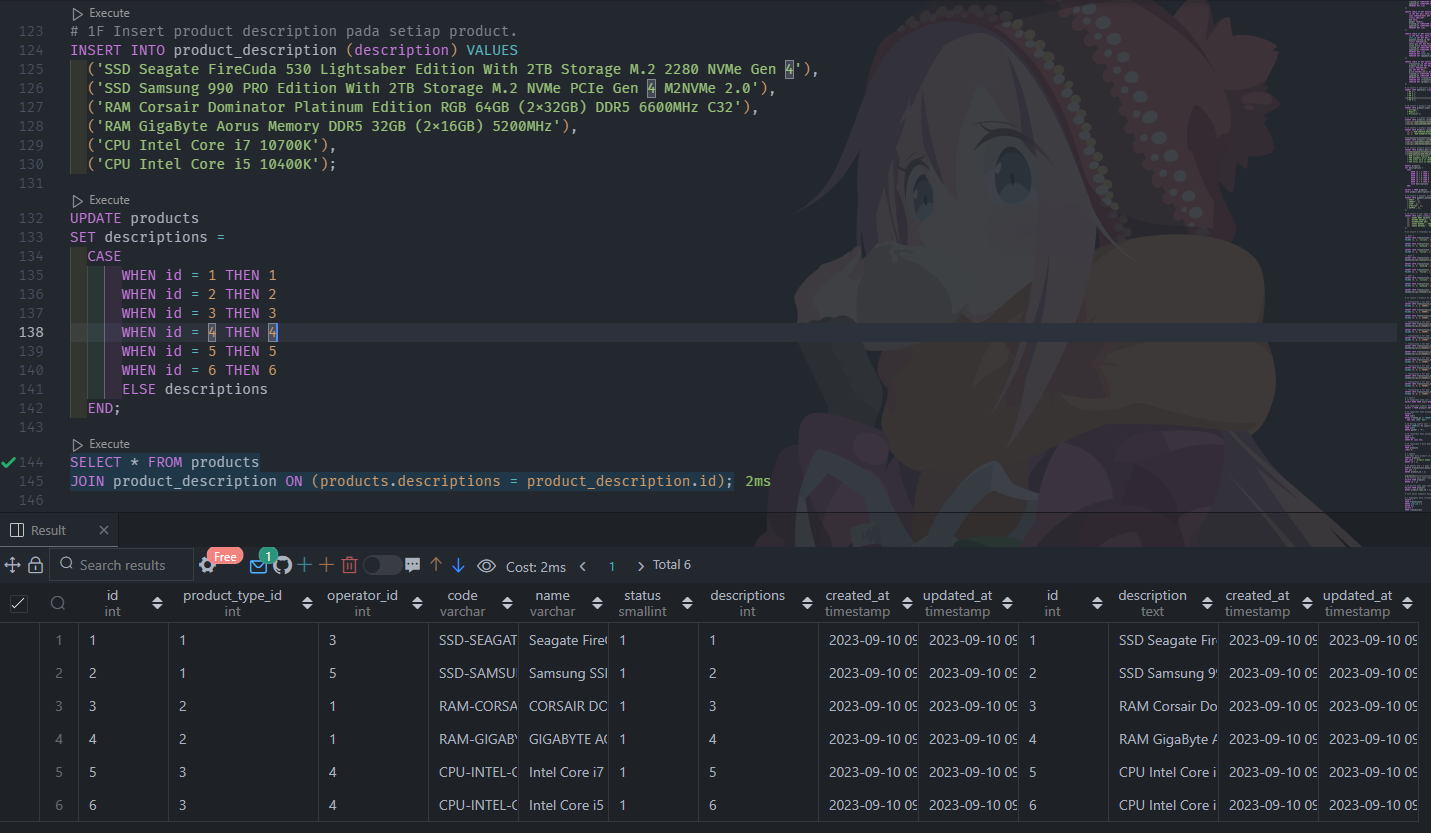 Execute
123 # 1F Insert product description pada setiap product.
124 INSERT INTO product_description (description) VALUES
125 ('SSD Seagate FireCuda 530 Lightsaber Edition With 2TB Storage M.2 2280 NVMe Gen 4'),
126 ('SSD Samsung 990 PRO Edition With 2TB Storage M.2 NVMe PCIe Gen 4 M2NVMe 2.0'),
127 ('RAM Corsair Dominator Platinum Edition RGB 64GB (2×32GB) DDR5 6600MHz C32'),
128 ('RAM GigaByte Aorus Memory DDR5 32GB (2×16GB) 5200MHz'),
129 ('CPU Intel Core i7 10700K'),
130 ('CPU Intel Core i5 10400K');
131
Execute
132 UPDATE products
133 SET descriptions =
134 CASE
135 WHEN id = 1 THEN 1
136 WHEN id = 2 THEN 2
137 WHEN id = 3 THEN 3
138 WHEN id = 4 THEN 4
139 WHEN id = 5 THEN 5
140 WHEN id = 6 THEN 6
141 ELSE descriptions
142 END;
143
Execute
144 SELECT * FROM products
145 JOIN product_description ON (products.descriptions = product_description.id); 2ms
146
Result
Search results Free 1 Cost: 2ms 1 Total 6
id product_type_id operator_id code name status descriptions created_at updated_at id description created_at updated_at
int int int varchar varchar smallint int timestamp timestamp int text timestamp timestamp
1 1 1 3 SSD-SEAGAT Seagate Fire 1 1 2023-09-10 09 2023-09-10 09 1 SSD Seagate Fir 2023-09-10 09 2023-09-10 09
2 2 1 5 SSD-SAMSU Samsung SSI 1 2 2023-09-10 09 2023-09-10 09 2 SSD Samsung 9 2023-09-10 09 2023-09-10 09
3 3 2 1 RAM-CORSA CORSAIR DO 1 3 2023-09-10 09 2023-09-10 09 3 RAM Corsair Do 2023-09-10 09 2023-09-10 09
4 4 2 1 RAM-GIGAB GIGABYTE A 1 4 2023-09-10 09 2023-09-10 09 4 RAM GigaByte A 2023-09-10 09 2023-09-10 09
5 5 3 4 CPU-INTEL-C Intel Core i7 1 5 2023-09-10 09 2023-09-10 09 5 CPU Intel Core i 2023-09-10 09 2023-09-10 09
6 6 3 4 CPU-INTEL-C Intel Core i5 1 6 2023-09-10 09 2023-09-10 09 6 CPU Intel Core i 2023-09-10 09 2023-09-10 09